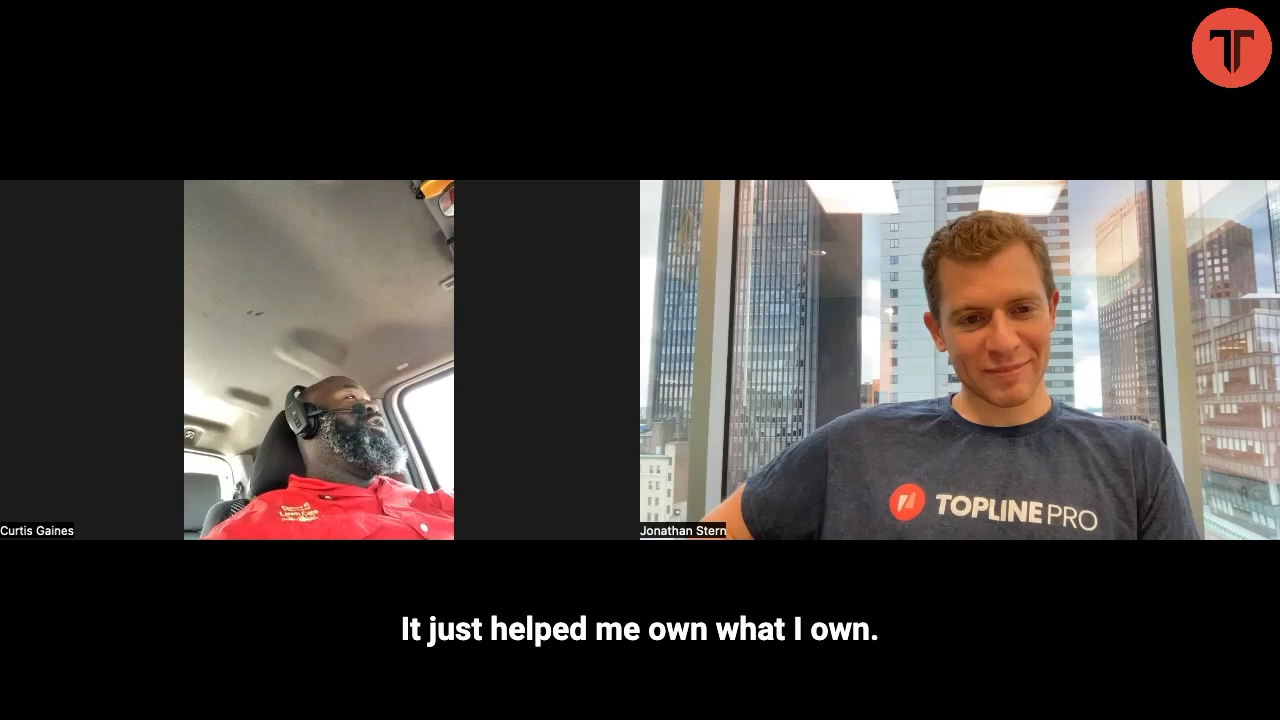 Curtis Gaines
Jonathan Stern
TOPLINE PRO
It just helped me own what I own.